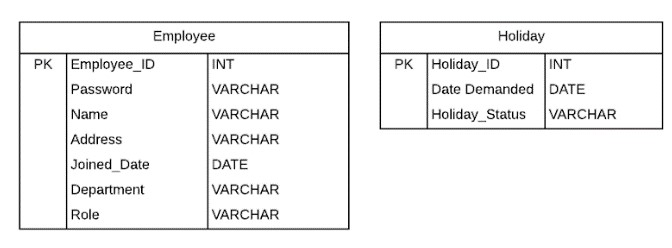 Employee
PK Employee_ID INT
Password VARCHAR
Name VARCHAR
Address VARCHAR
Joined_Date DATE
Department VARCHAR
Role VARCHAR
Holiday
PK Holiday_ID INT
Date Demanded DATE
Holiday_Status VARCHAR